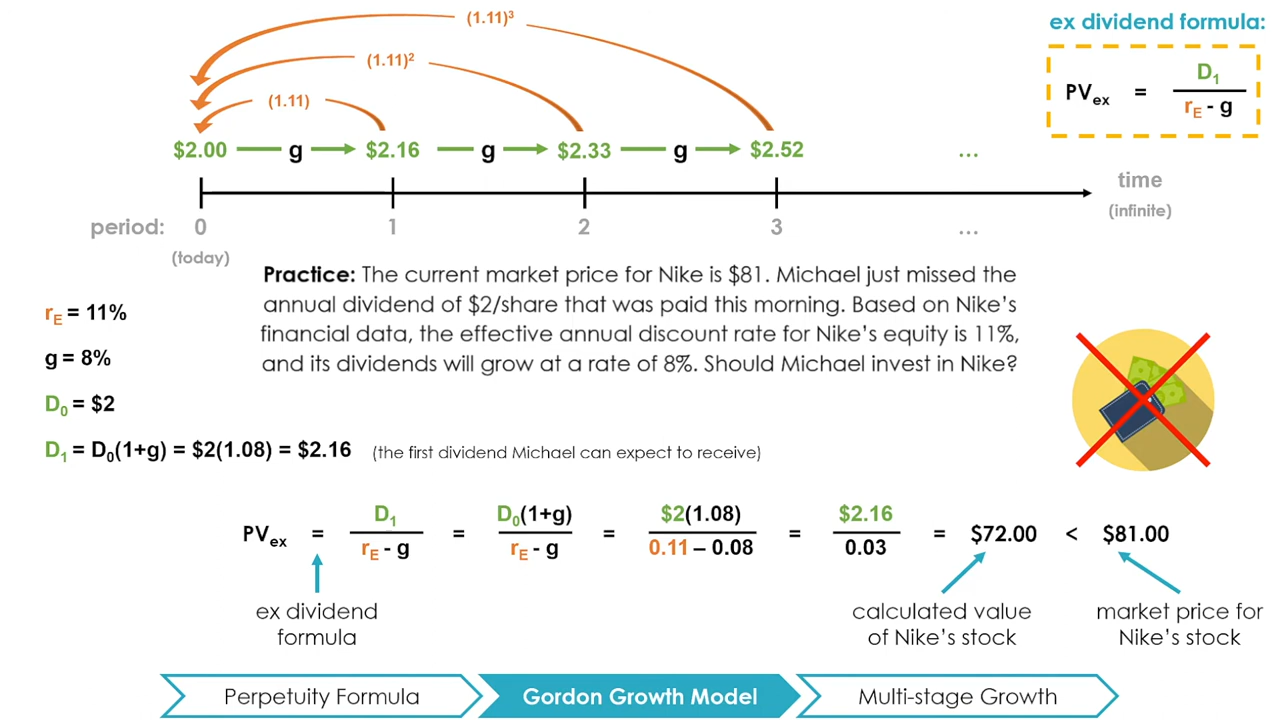 (1.11)³
ex dividend formula:
(1.11)²
PVex = D1 / rE - g
(1.11)
$2.00 g $2.16 g $2.33 g $2.52 ...
time
(infinite)
period: 0 1 2 3 ...
(today)
Practice: The current market price for Nike is $81. Michael just missed the
annual dividend of $2/share that was paid this morning. Based on Nike's
financial data, the effective annual discount rate for Nike's equity is 11%,
and its dividends will grow at a rate of 8%. Should Michael invest in Nike?
rE = 11%
g = 8%
D0 = $2
D1 = D0(1+g) = $2(1.08) = $2.16 (the first dividend Michael can expect to receive)
PVex = D1 / rE - g = D0(1+g) / rE - g = $2(1.08) / 0.11 – 0.08 = $2.16 / 0.03 = $72.00 < $81.00
ex dividend
formula
calculated value
of Nike's stock
market price for
Nike's stock
Perpetuity Formula
Gordon Growth Model
Multi-stage Growth